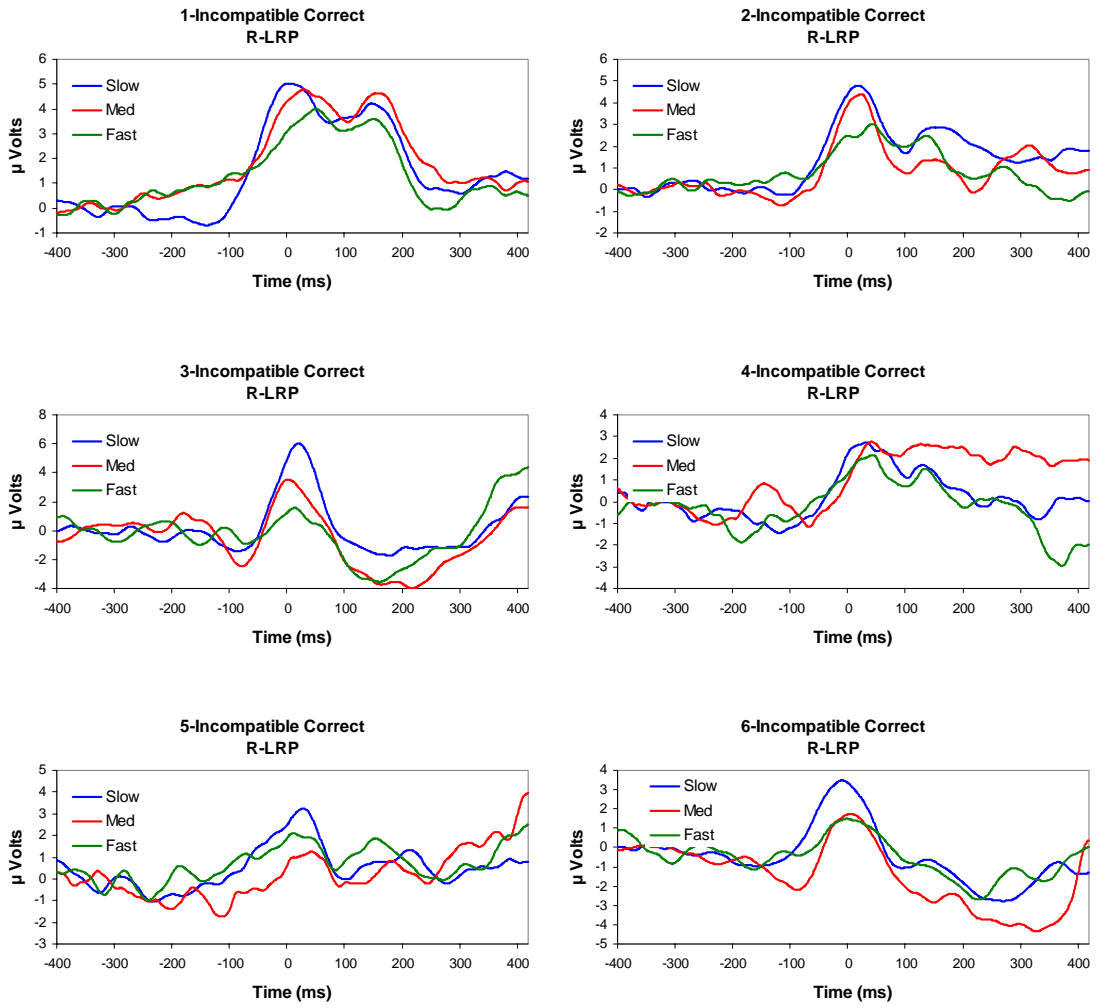 1-Incompatible Correct
R-LRP
6
5
4
3
2
1
0
-1
µ Volts
Slow
Med
Fast
-400 -300 -200 -100 0 100 200 300 400
Time (ms)
2-Incompatible Correct
R-LRP
6
5
4
3
2
1
0
-1
-2
µ Volts
Slow
Med
Fast
-400 -300 -200 -100 0 100 200 300 400
Time (ms)
3-Incompatible Correct
R-LRP
8
6
4
2
0
-2
-4
µ Volts
Slow
Med
Fast
-400 -300 -200 -100 0 100 200 300 400
Time (ms)
4-Incompatible Correct
R-LRP
4
3
2
1
0
-1
-2
-3
-4
µ Volts
Slow
Med
Fast
-400 -300 -200 -100 0 100 200 300 400
Time (ms)
5-Incompatible Correct
R-LRP
5
4
3
2
1
0
-1
-2
-3
µ Volts
Slow
Med
Fast
-400 -300 -200 -100 0 100 200 300 400
Time (ms)
6-Incompatible Correct
R-LRP
4
3
2
1
0
-1
-2
-3
-4
-5
µ Volts
Slow
Med
Fast
-400 -300 -200 -100 0 100 200 300 400
Time (ms)